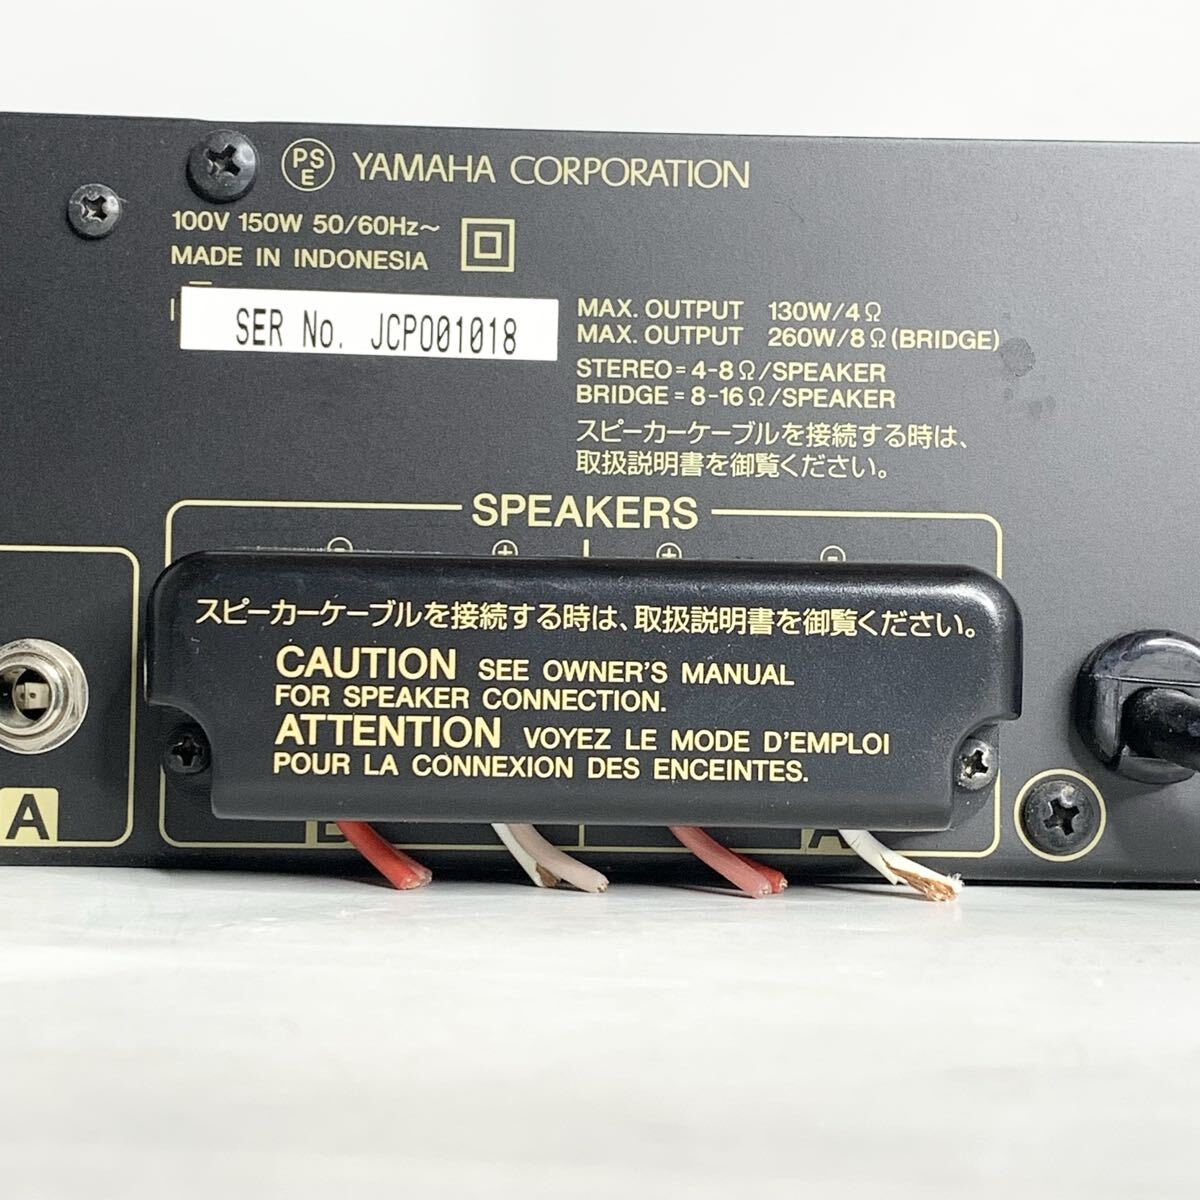 PSE YAMAHA CORPORATION
100V 150W 50/60Hz~
MADE IN INDONESIA
SER No. JCP001018
MAX. OUTPUT 130W/4Ω
MAX. OUTPUT 260W/8Ω(BRIDGE)
STEREO=4-8Ω/SPEAKER
BRIDGE=8-16Ω/SPEAKER
スピーカーケーブルを接続する時は、
取扱説明書を御覧ください。
SPEAKERS
スピーカーケーブルを接続する時は、取扱説明書を御覧ください。
CAUTION SEE OWNER'S MANUAL
FOR SPEAKER CONNECTION.
ATTENTION VOYEZ LE MODE D'EMPLOI
POUR LA CONNEXION DES ENCEINTES.
A